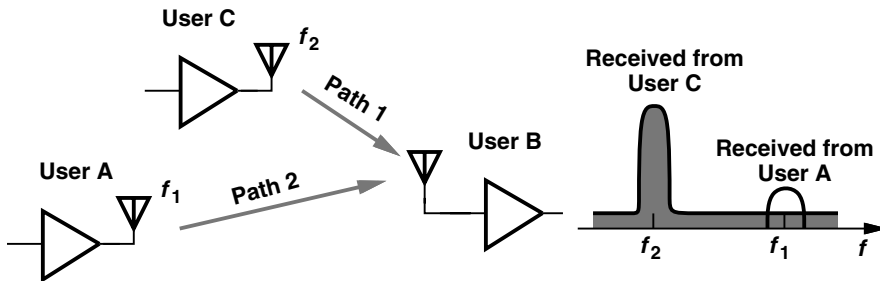 User C
f2
Path 1
User B
User A
f1
Path 2
Received from
User C
Received from
User A
f2
f1
f